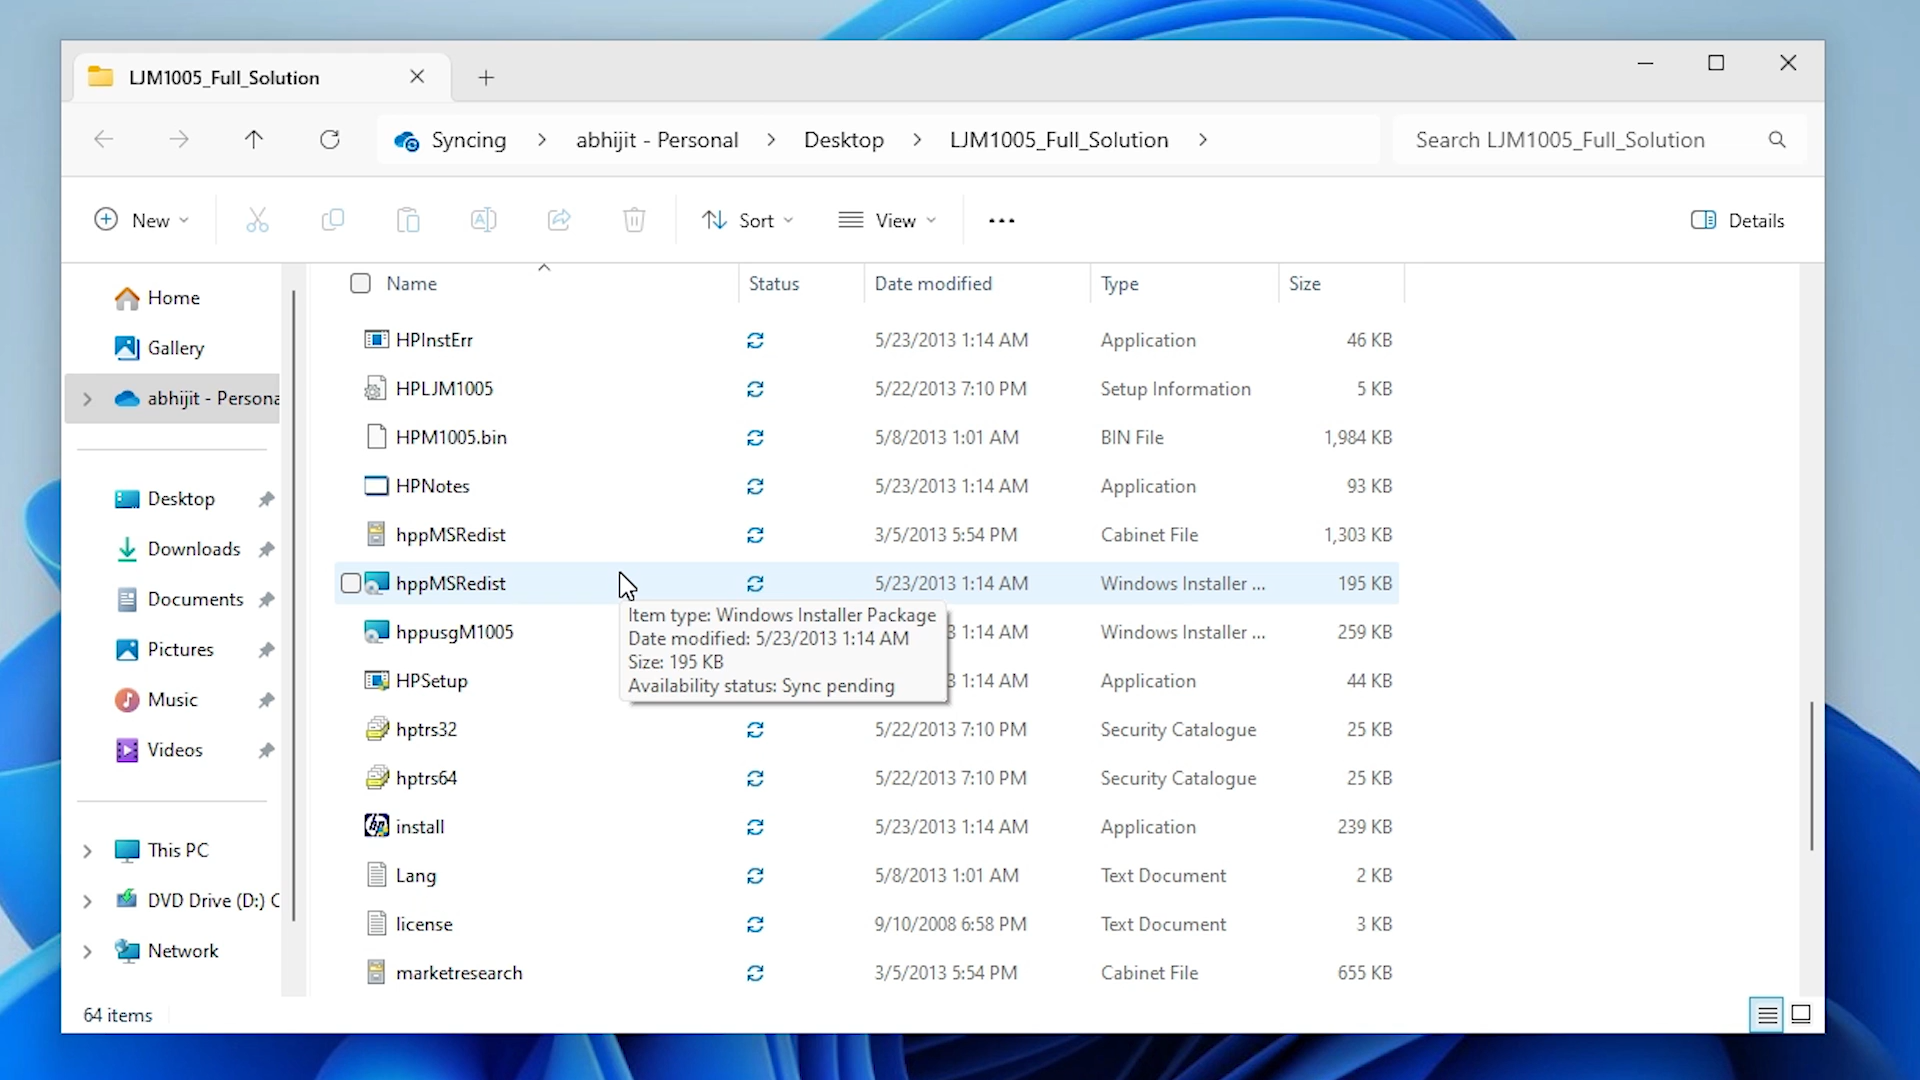 LJM1005_Full_Solution
Syncing > abhijit - Personal > Desktop > LJM1005_Full_Solution >
Search LJM1005_Full_Solution
New
Sort
View
Details
Home
Gallery
abhijit - Persona
Desktop
Downloads
Documents
Pictures
Music
Videos
This PC
DVD Drive (D:) C
Network
Name Status Date modified Type Size
HPInstErr 5/23/2013 1:14 AM Application 46 KB
HPLJM1005 5/22/2013 7:10 PM Setup Information 5 KB
HPM1005.bin 5/8/2013 1:01 AM BIN File 1,984 KB
HPNotes 5/23/2013 1:14 AM Application 93 KB
hppMSRedist 3/5/2013 5:54 PM Cabinet File 1,303 KB
hppMSRedist 5/23/2013 1:14 AM Windows Installer ... 195 KB
hppusgM1005 3 1:14 AM Windows Installer ... 259 KB
HPSetup 3 1:14 AM Application 44 KB
hptrs32 5/22/2013 7:10 PM Security Catalogue 25 KB
hptrs64 5/22/2013 7:10 PM Security Catalogue 25 KB
install 5/23/2013 1:14 AM Application 239 KB
Lang 5/8/2013 1:01 AM Text Document 2 KB
license 9/10/2008 6:58 PM Text Document 3 KB
marketresearch 3/5/2013 5:54 PM Cabinet File 655 KB
Item type: Windows Installer Package
Date modified: 5/23/2013 1:14 AM
Size: 195 KB
Availability status: Sync pending
64 items